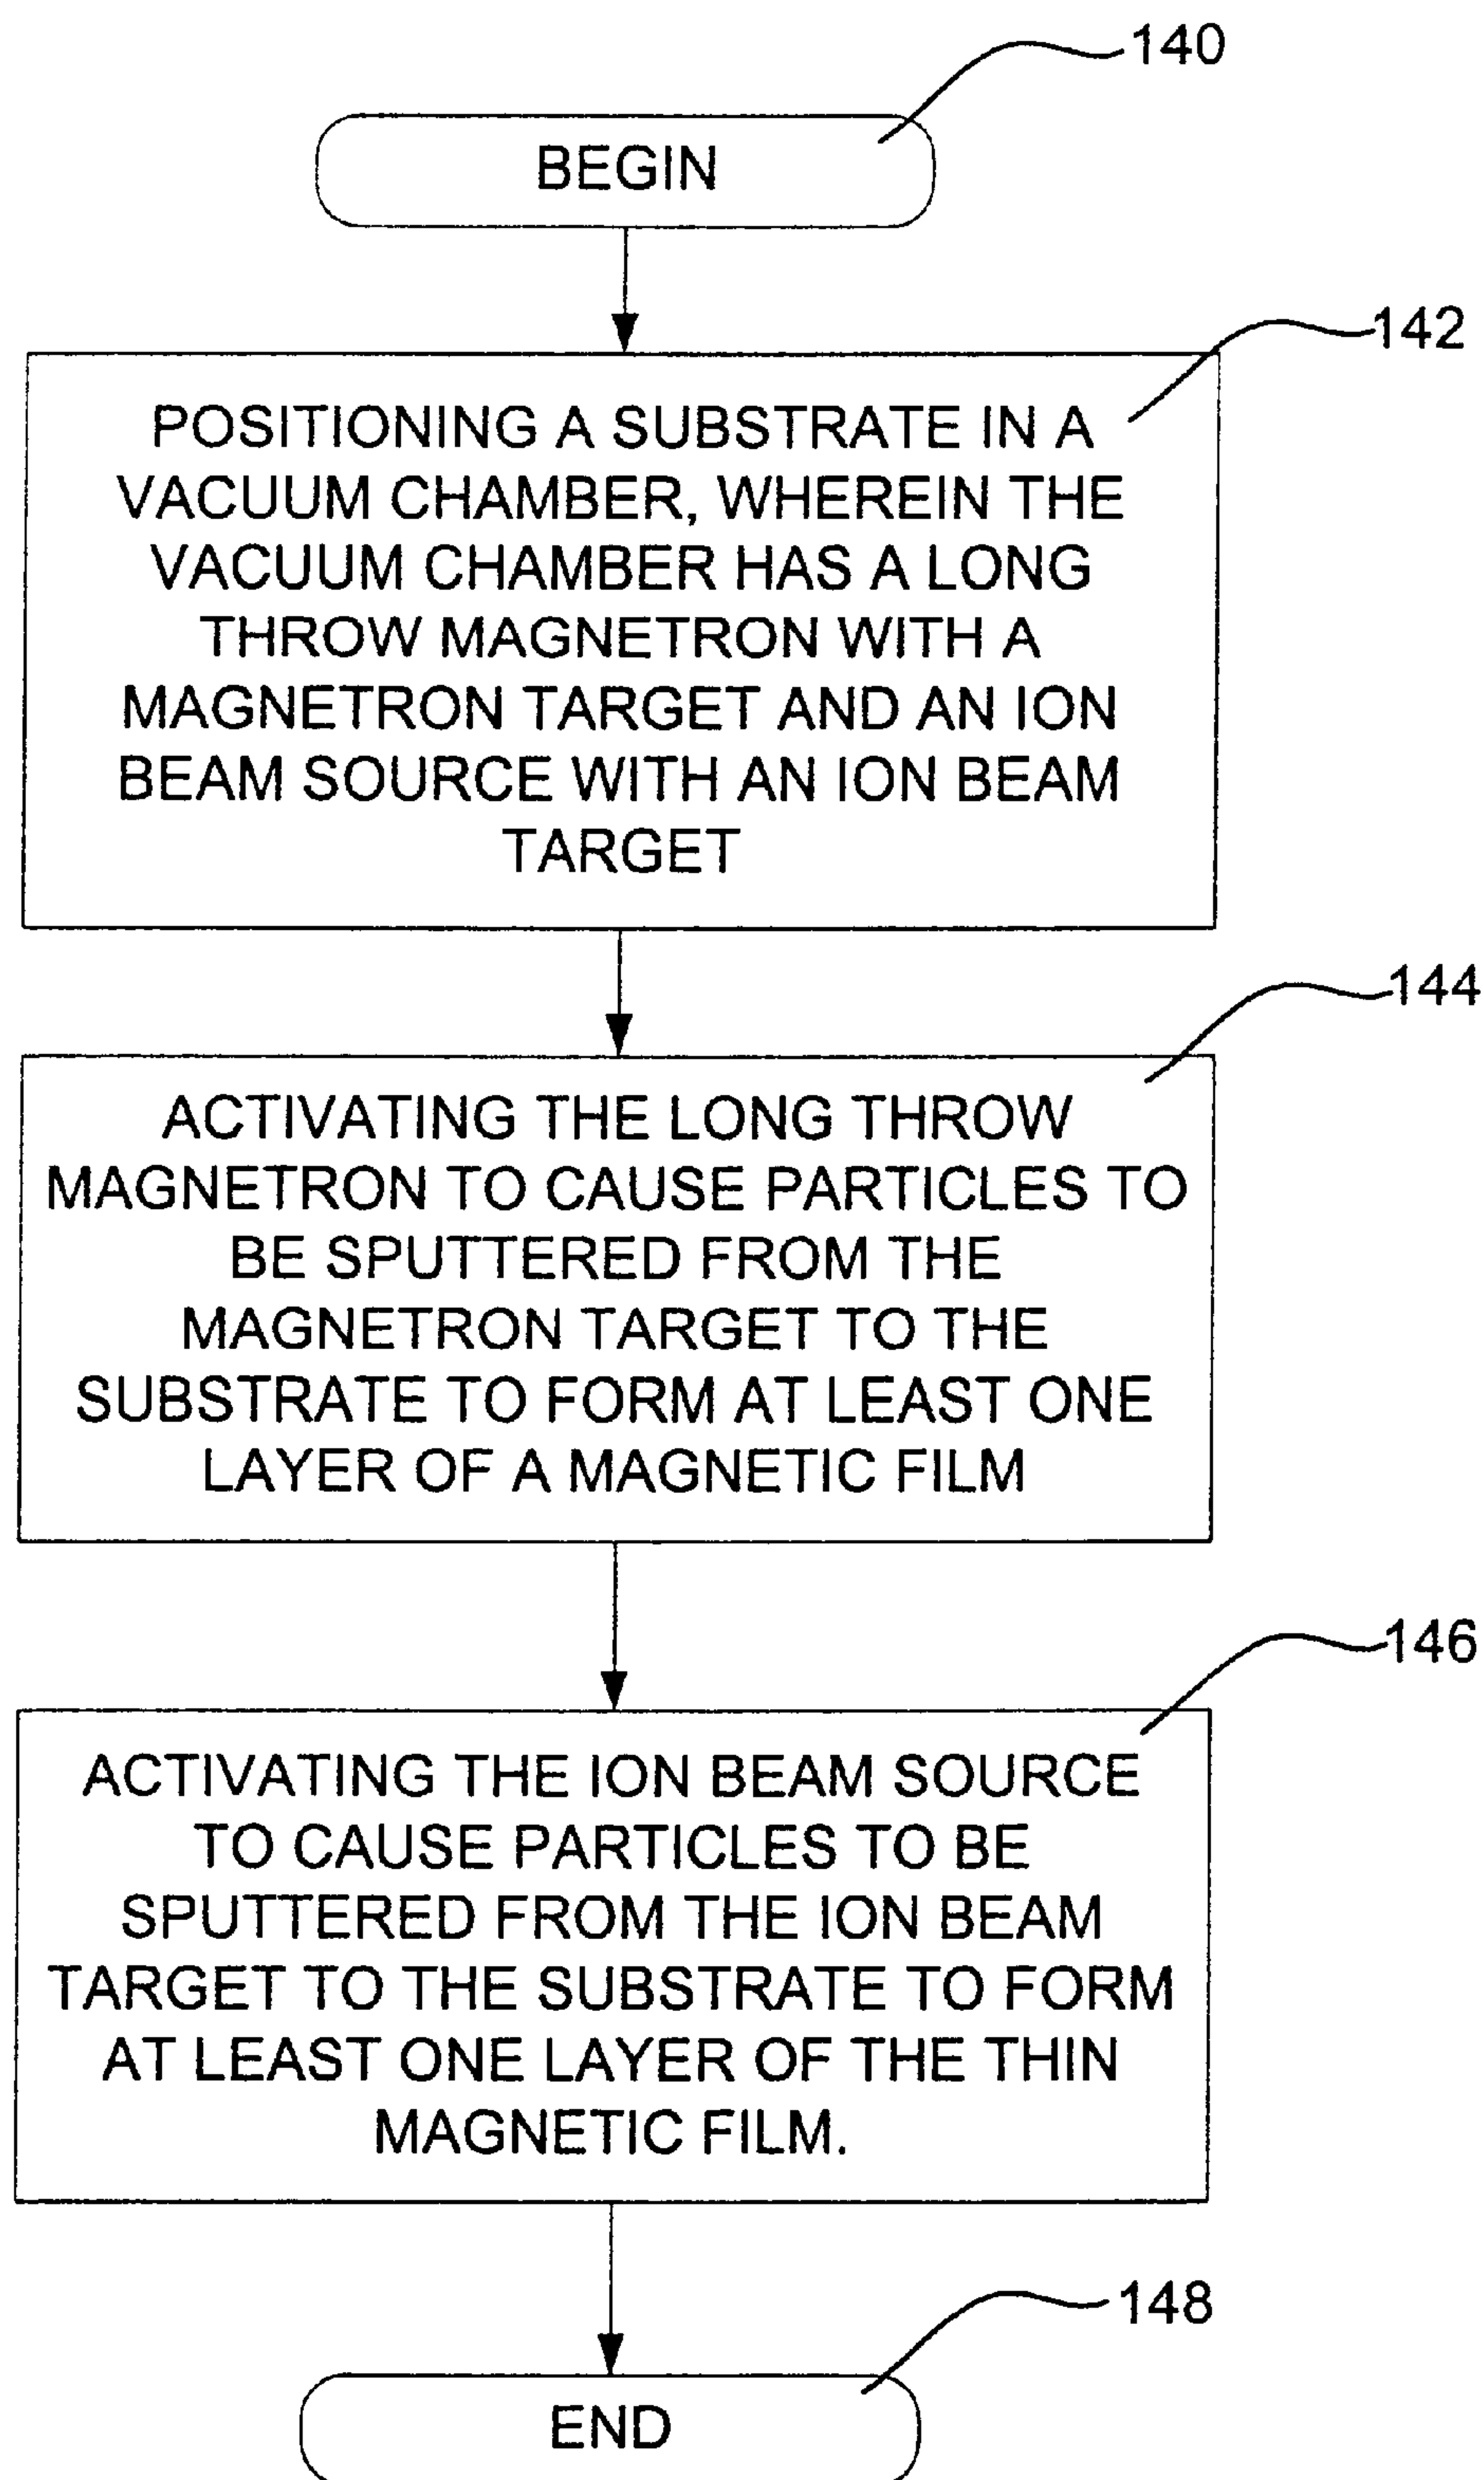 140
BEGIN
142
POSITIONING A SUBSTRATE IN A
VACUUM CHAMBER, WHEREIN THE
VACUUM CHAMBER HAS A LONG
THROW MAGNETRON WITH A
MAGNETRON TARGET AND AN ION
BEAM SOURCE WITH AN ION BEAM
TARGET
144
ACTIVATING THE LONG THROW
MAGNETRON TO CAUSE PARTICLES TO
BE SPUTTERED FROM THE
MAGNETRON TARGET TO THE
SUBSTRATE TO FORM AT LEAST ONE
LAYER OF A MAGNETIC FILM
146
ACTIVATING THE ION BEAM SOURCE
TO CAUSE PARTICLES TO BE
SPUTTERED FROM THE ION BEAM
TARGET TO THE SUBSTRATE TO FORM
AT LEAST ONE LAYER OF THE THIN
MAGNETIC FILM.
148
END